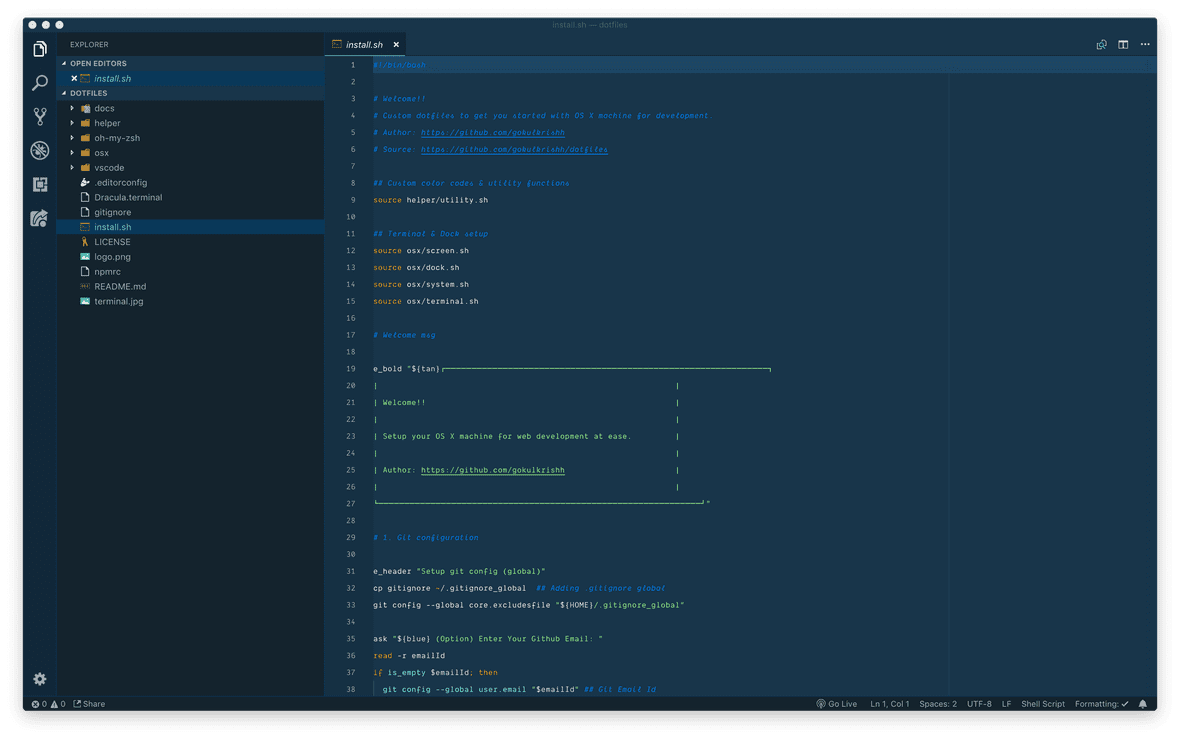 install.sh — dotfiles
EXPLORER
OPEN EDITORS
install.sh
DOTFILES
docs
helper
oh-my-zsh
osx
vscode
.editorconfig
Dracula.terminal
gitignore
install.sh
LICENSE
logo.png
npmrc
README.md
terminal.jpg
install.sh
1 #!/bin/bash
2
3 # Welcome!!
4 # Custom dotfiles to get you started with OS X machine for development.
5 # Author: https://github.com/gokulkrishh
6 # Source: https://github.com/gokulkrishh/dotfiles
7
8 ## Custom color codes & utility functions
9 source helper/utility.sh
10
11 ## Terminal & Dock setup
12 source osx/screen.sh
13 source osx/dock.sh
14 source osx/system.sh
15 source osx/terminal.sh
16
17 # Welcome msg
18
19 e_bold "${tan}┌───────────────────────────────────────────────────────────────┐
20 | |
21 | Welcome!! |
22 | |
23 | Setup your OS X machine for web development at ease. |
24 | |
25 | Author: https://github.com/gokulkrishh |
26 | |
27 └───────────────────────────────────────────────────────────────┘"
28
29 # 1. Git configuration
30
31 e_header "Setup git config (global)"
32 cp gitignore ~/.gitignore_global ## Adding .gitignore global
33 git config --global core.excludesfile "${HOME}/.gitignore_global"
34
35 ask "${blue} (Option) Enter Your Github Email: "
36 read -r emailId
37 if is_empty $emailId; then
38 git config --global user.email "$emailId" ## Git Email Id
0 0 Share
Go Live Ln 1, Col 1 Spaces: 2 UTF-8 LF Shell Script Formatting: ✓